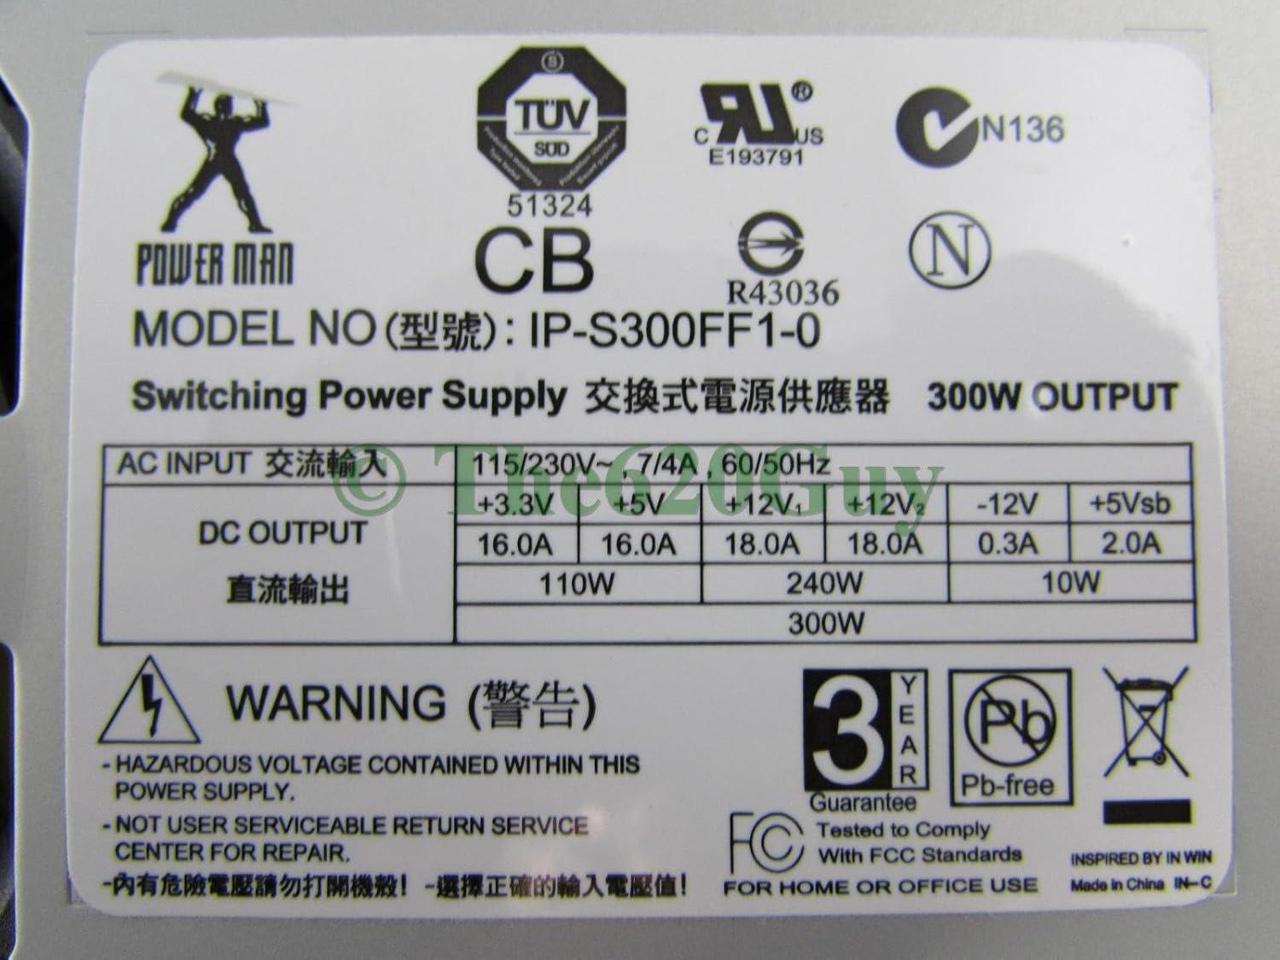 TÜV
SÜD
51324
C US ®
E193791
N136
POWER MAN
CB
R43036
N
MODEL NO (型號) : IP-S300FF1-0
Switching Power Supply 交換式電源供應器 300W OUTPUT
AC INPUT 交流輸入 115/230V~ , 7/4A , 60/50Hz
© The620Guy
+3.3V +5V +12V₁ +12V₂ -12V +5Vsb
DC OUTPUT
16.0A 16.0A 18.0A 18.0A 0.3A 2.0A
直流輸出
110W 240W 10W
300W
WARNING (警告)
- HAZARDOUS VOLTAGE CONTAINED WITHIN THIS
POWER SUPPLY.
- NOT USER SERVICEABLE RETURN SERVICE
CENTER FOR REPAIR.
-內有危險電壓請勿打開機殼! -選擇正確的輸入電壓值!
3 YEAR
Guarantee
Pb
Pb-free
FC Tested to Comply
With FCC Standards
FOR HOME OR OFFICE USE
INSPIRED BY IN WIN
Made in China IN-C